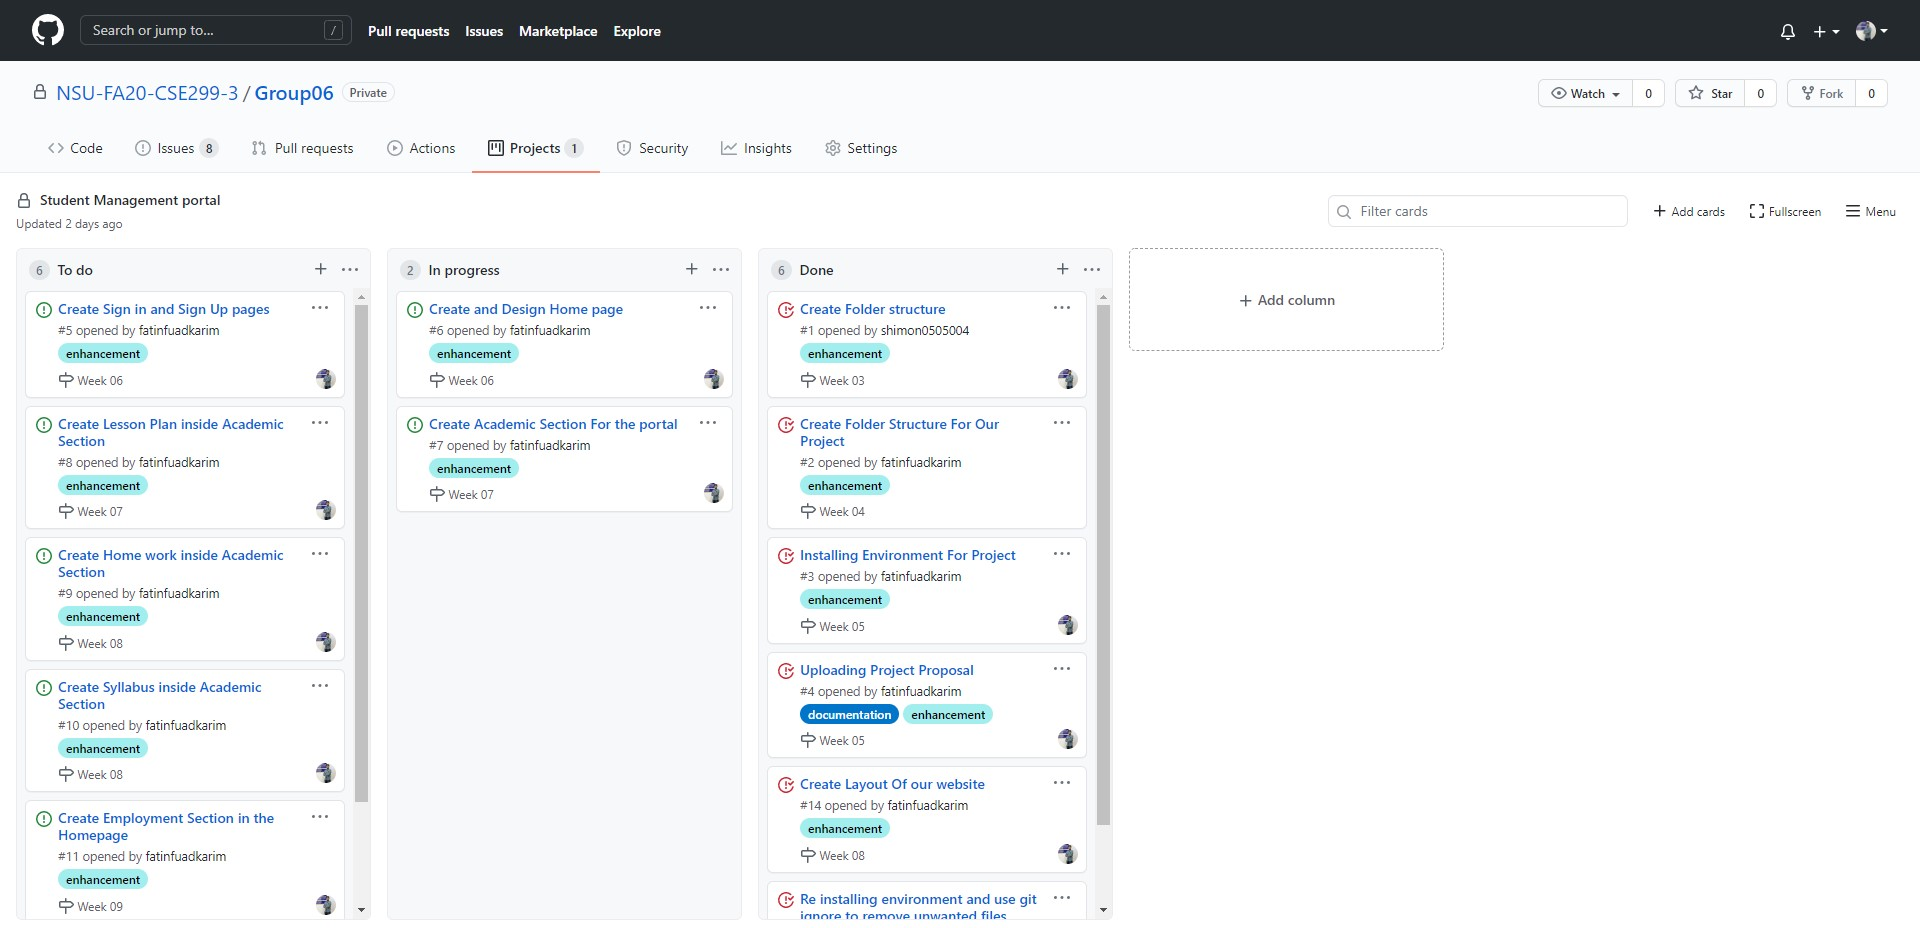 Search or jump to... /
Pull requests Issues Marketplace Explore
NSU-FA20-CSE299-3 / Group06 Private
Watch 0 Star 0 Fork 0
Code Issues 8 Pull requests Actions Projects 1 Security Insights Settings
Student Management portal
Updated 2 days ago
Filter cards
Add cards Fullscreen Menu
6 To do
Create Sign in and Sign Up pages
#5 opened by fatinfuadkarim
enhancement
Week 06
Create Lesson Plan inside Academic
Section
#8 opened by fatinfuadkarim
enhancement
Week 07
Create Home work inside Academic
Section
#9 opened by fatinfuadkarim
enhancement
Week 08
Create Syllabus inside Academic
Section
#10 opened by fatinfuadkarim
enhancement
Week 08
Create Employment Section in the
Homepage
#11 opened by fatinfuadkarim
enhancement
Week 09
2 In progress
Create and Design Home page
#6 opened by fatinfuadkarim
enhancement
Week 06
Create Academic Section For the portal
#7 opened by fatinfuadkarim
enhancement
Week 07
6 Done
Create Folder structure
#1 opened by shimon0505004
enhancement
Week 03
Create Folder Structure For Our
Project
#2 opened by fatinfuadkarim
enhancement
Week 04
Installing Environment For Project
#3 opened by fatinfuadkarim
enhancement
Week 05
Uploading Project Proposal
#4 opened by fatinfuadkarim
documentation enhancement
Week 05
Create Layout Of our website
#14 opened by fatinfuadkarim
enhancement
Week 08
Re installing environment and use git
ignore to remove unwanted files
Add column